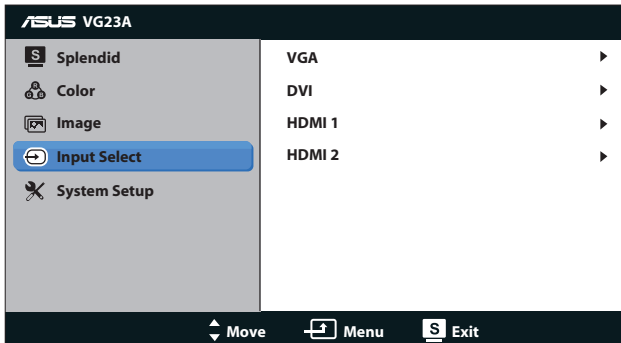 ASUS VG23A
S Splendid
Color
Image
Input Select
System Setup
VGA
DVI
HDMI 1
HDMI 2
Move Menu S Exit